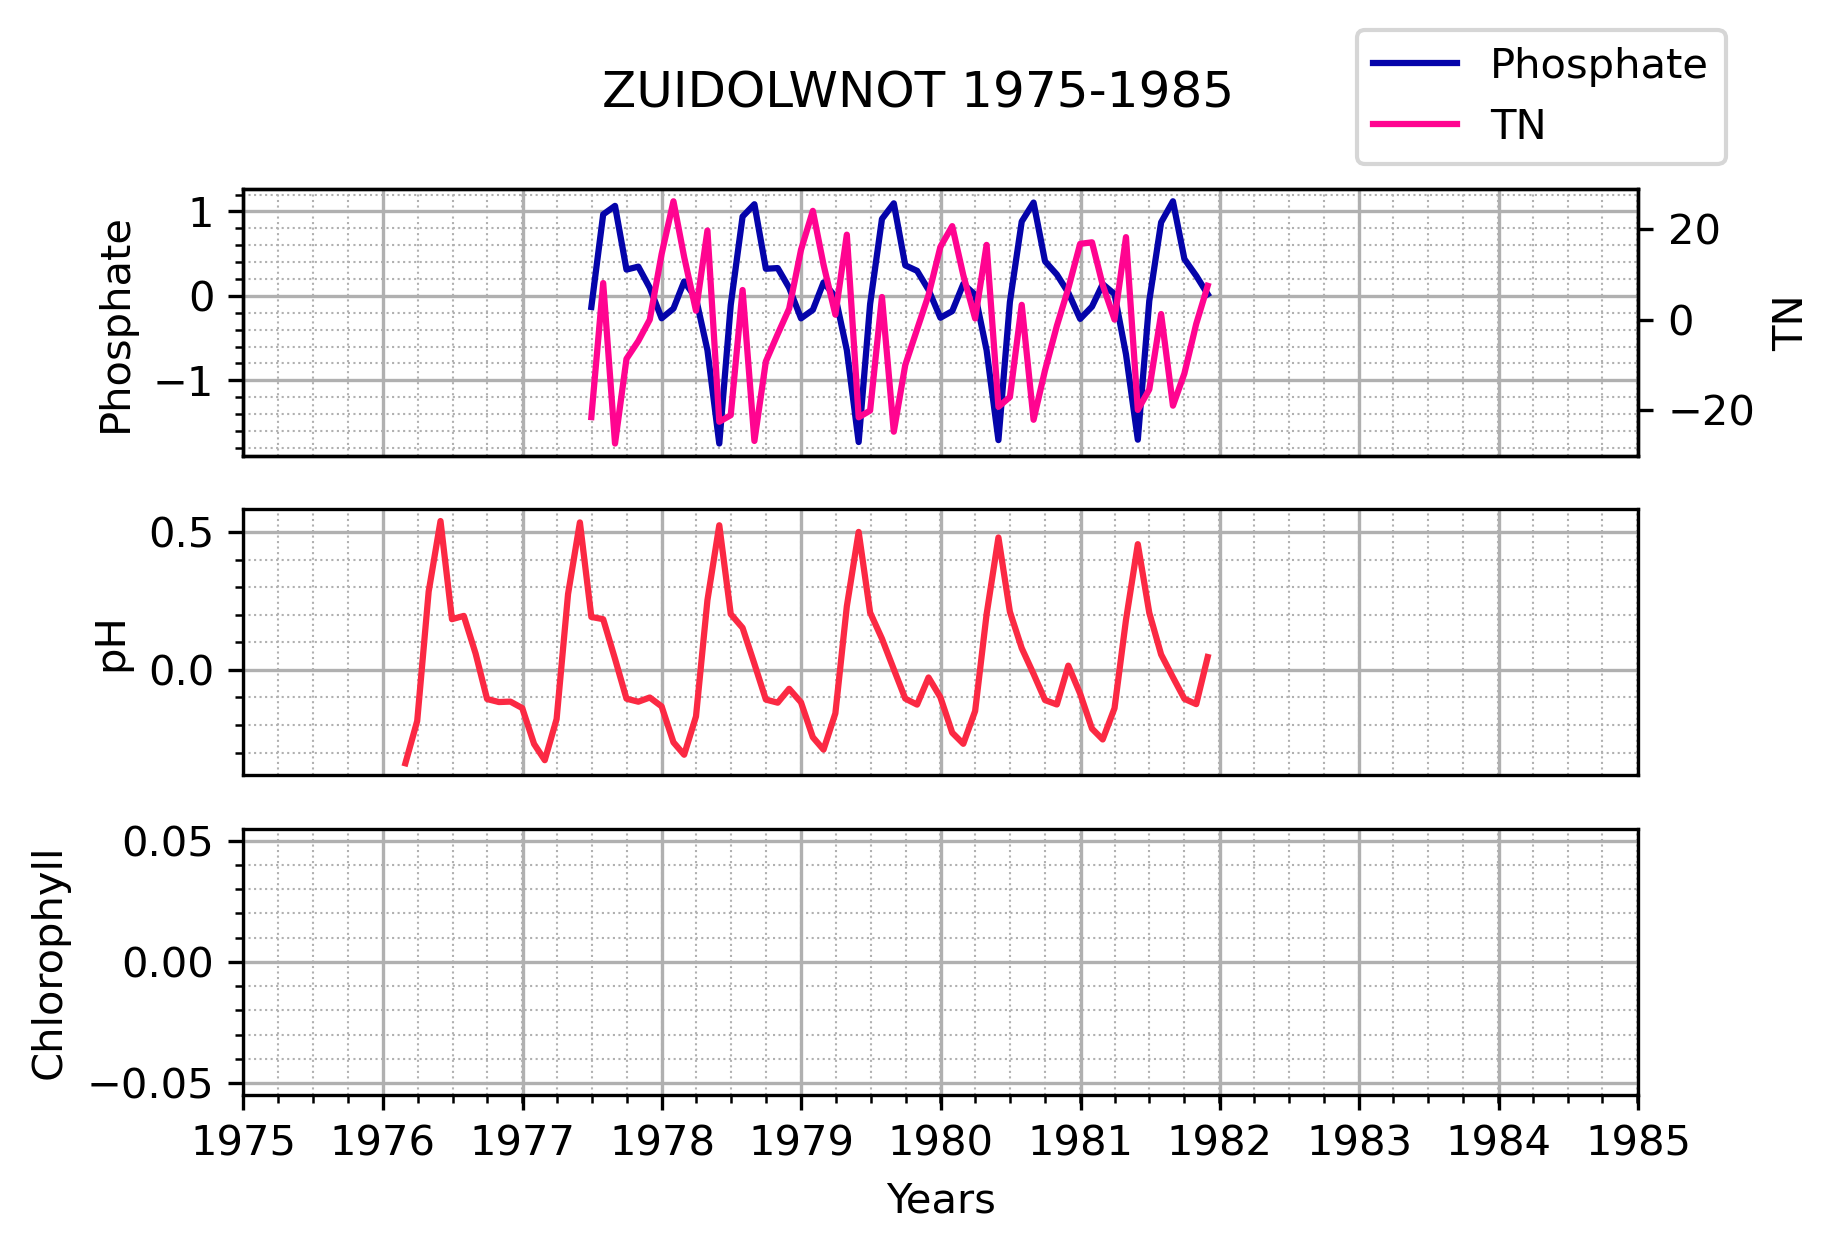 ZUIDOLWNOT 1975-1985
Phosphate
TN
Phosphate
1
0
−1
20
0
−20
TN
pH
0.5
0.0
Chlorophyll
0.05
0.00
−0.05
1975 1976 1977 1978 1979 1980 1981 1982 1983 1984 1985
Years